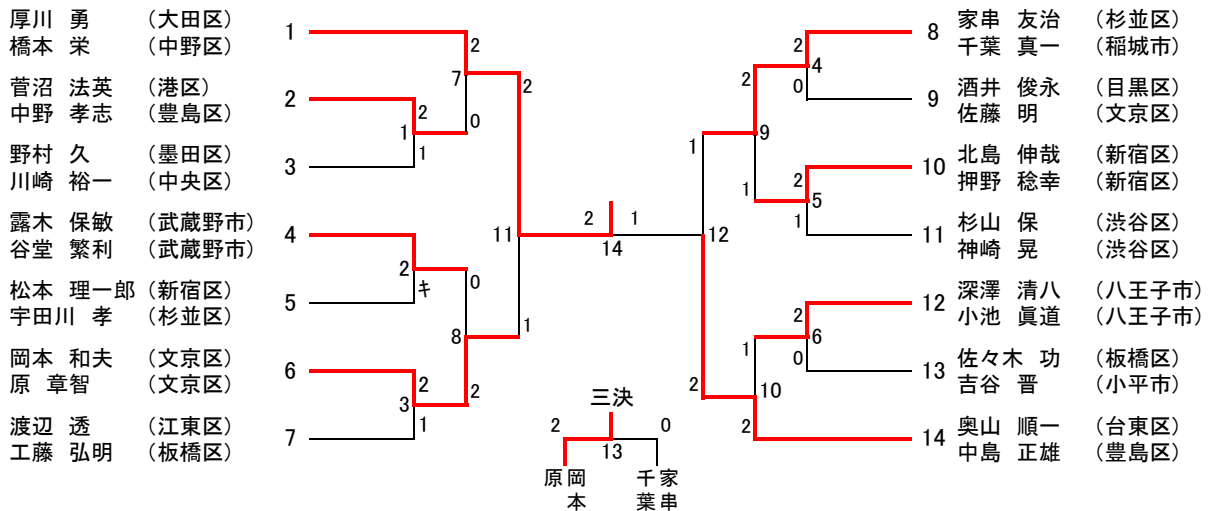 厚川 勇 （大田区）
橋本 栄 （中野区）
1
菅沼 法英 （港区）
中野 孝志 （豊島区）
2
野村 久 （墨田区）
川崎 裕一 （中央区）
3
露木 保敏 （武蔵野市）
谷堂 繁利 （武蔵野市）
4
松本 理一郎 （新宿区）
宇田川 孝 （杉並区）
5
岡本 和夫 （文京区）
原 章智 （文京区）
6
渡辺 透 （江東区）
工藤 弘明 （板橋区）
7
2
7
0
2
1
1
2
2
キ
0
8
2
2
3
1
11
1
2
1
14
三決
2
0
13
原
岡本
千葉
家串
1
12
2
2
9
1
1
10
2
2
4
0
2
5
1
2
6
0
8
家串 友治 （杉並区）
千葉 真一 （稲城市）
9
酒井 俊永 （目黒区）
佐藤 明 （文京区）
10
北島 伸哉 （新宿区）
押野 稔幸 （新宿区）
11
杉山 保 （渋谷区）
神崎 晃 （渋谷区）
12
深澤 清八 （八王子市）
小池 眞道 （八王子市）
13
佐々木 功 （板橋区）
吉谷 晋 （小平市）
14
奥山 順一 （台東区）
中島 正雄 （豊島区）